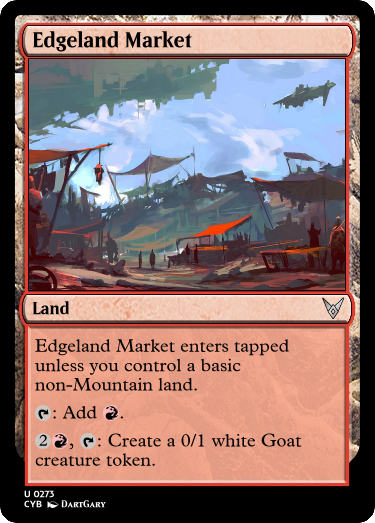 Edgeland Market
Land
Edgeland Market enters tapped
unless you control a basic
non-Mountain land.
: Add .
2, : Create a 0/1 white Goat
creature token.
U 0273
CYB DartGary